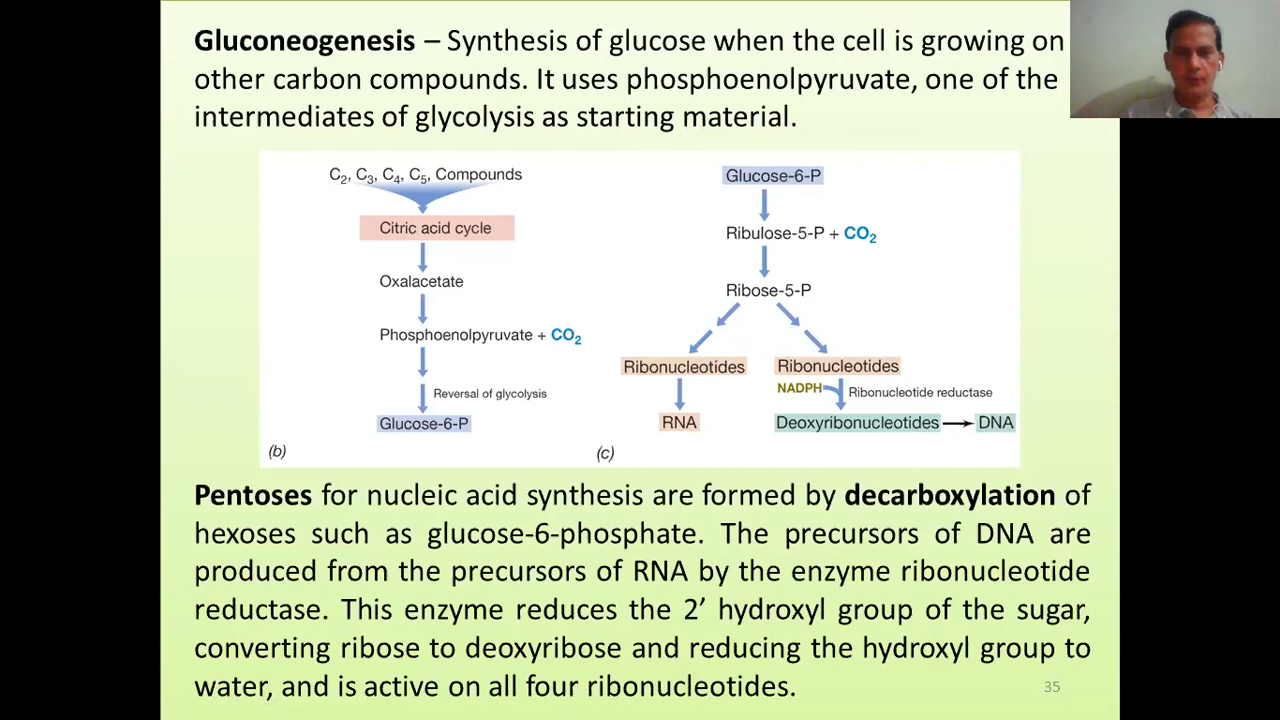 Gluconeogenesis – Synthesis of glucose when the cell is growing on
other carbon compounds. It uses phosphoenolpyruvate, one of the
intermediates of glycolysis as starting material.
C2, C3, C4, C5, Compounds
Citric acid cycle
Oxalacetate
Phosphoenolpyruvate + CO2
Reversal of glycolysis
Glucose-6-P
(b)
Glucose-6-P
Ribulose-5-P + CO2
Ribose-5-P
Ribonucleotides
Ribonucleotides
NADPH
Ribonucleotide reductase
RNA
Deoxyribonucleotides
DNA
(c)
Pentoses for nucleic acid synthesis are formed by decarboxylation of
hexoses such as glucose-6-phosphate. The precursors of DNA are
produced from the precursors of RNA by the enzyme ribonucleotide
reductase. This enzyme reduces the 2’ hydroxyl group of the sugar,
converting ribose to deoxyribose and reducing the hydroxyl group to
water, and is active on all four ribonucleotides.
35